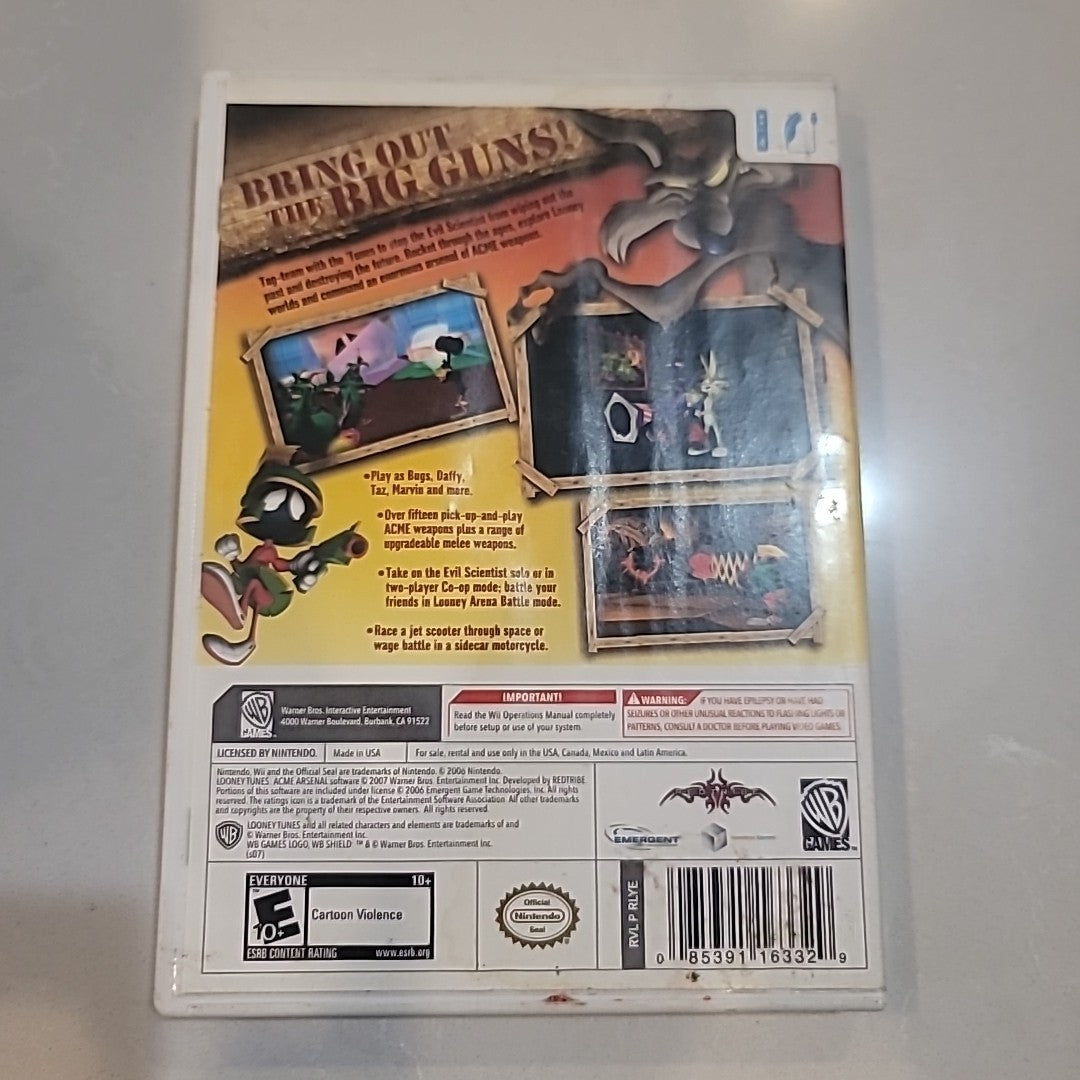 BRING OUT
THE BIG GUNS!
Tag-team with the 'Toons to stop the Evil Scientist from wiping out the
past and destroying the future. Rocket through the ages, explore Looney
worlds and command an enormous arsenal of ACME weapons.
•Play as Bugs, Daffy,
Taz, Marvin and more.
•Over fifteen pick-up-and-play
ACME weapons plus a range of
upgradeable melee weapons.
•Take on the Evil Scientist solo or in
two-player Co-op mode; battle your
friends in Looney Arena Battle mode.
•Race a jet scooter through space or
wage battle in a sidecar motorcycle.
WB GAMES
Warner Bros. Interactive Entertainment
4000 Warner Boulevard, Burbank, CA 91522
IMPORTANT!
Read the Wii Operations Manual completely
before setup or use of your system.
WARNING: IF YOU HAVE EPILEPSY OR HAVE HAD
SEIZURES OR OTHER UNUSUAL REACTIONS TO FLASHING LIGHTS OR
PATTERNS, CONSULT A DOCTOR BEFORE PLAYING VIDEO GAMES.
LICENSED BY NINTENDO.
Made in USA
For sale, rental and use only in the USA, Canada, Mexico and Latin America.
Nintendo, Wii and the Official Seal are trademarks of Nintendo. © 2006 Nintendo.
LOONEY TUNES: ACME ARSENAL software © 2007 Warner Bros. Entertainment Inc. Developed by REDTRIBE.
Portions of this software are included under license © 2006 Emergent Game Technologies, Inc. All rights
reserved. The ratings icon is a trademark of the Entertainment Software Association. All other trademarks
and copyrights are the property of their respective owners. All rights reserved.
WB
LOONEY TUNES and all related characters and elements are trademarks of and
© Warner Bros. Entertainment Inc.
WB GAMES LOGO, WB SHIELD: ™ & © Warner Bros. Entertainment Inc.
(s07)
EMERGENT
WB GAMES ™
EVERYONE 10+
E 10+
™
Cartoon Violence
ESRB CONTENT RATING www.esrb.org
Official
Nintendo
Seal
®
RVL P RLYE
0 85391 16332 9